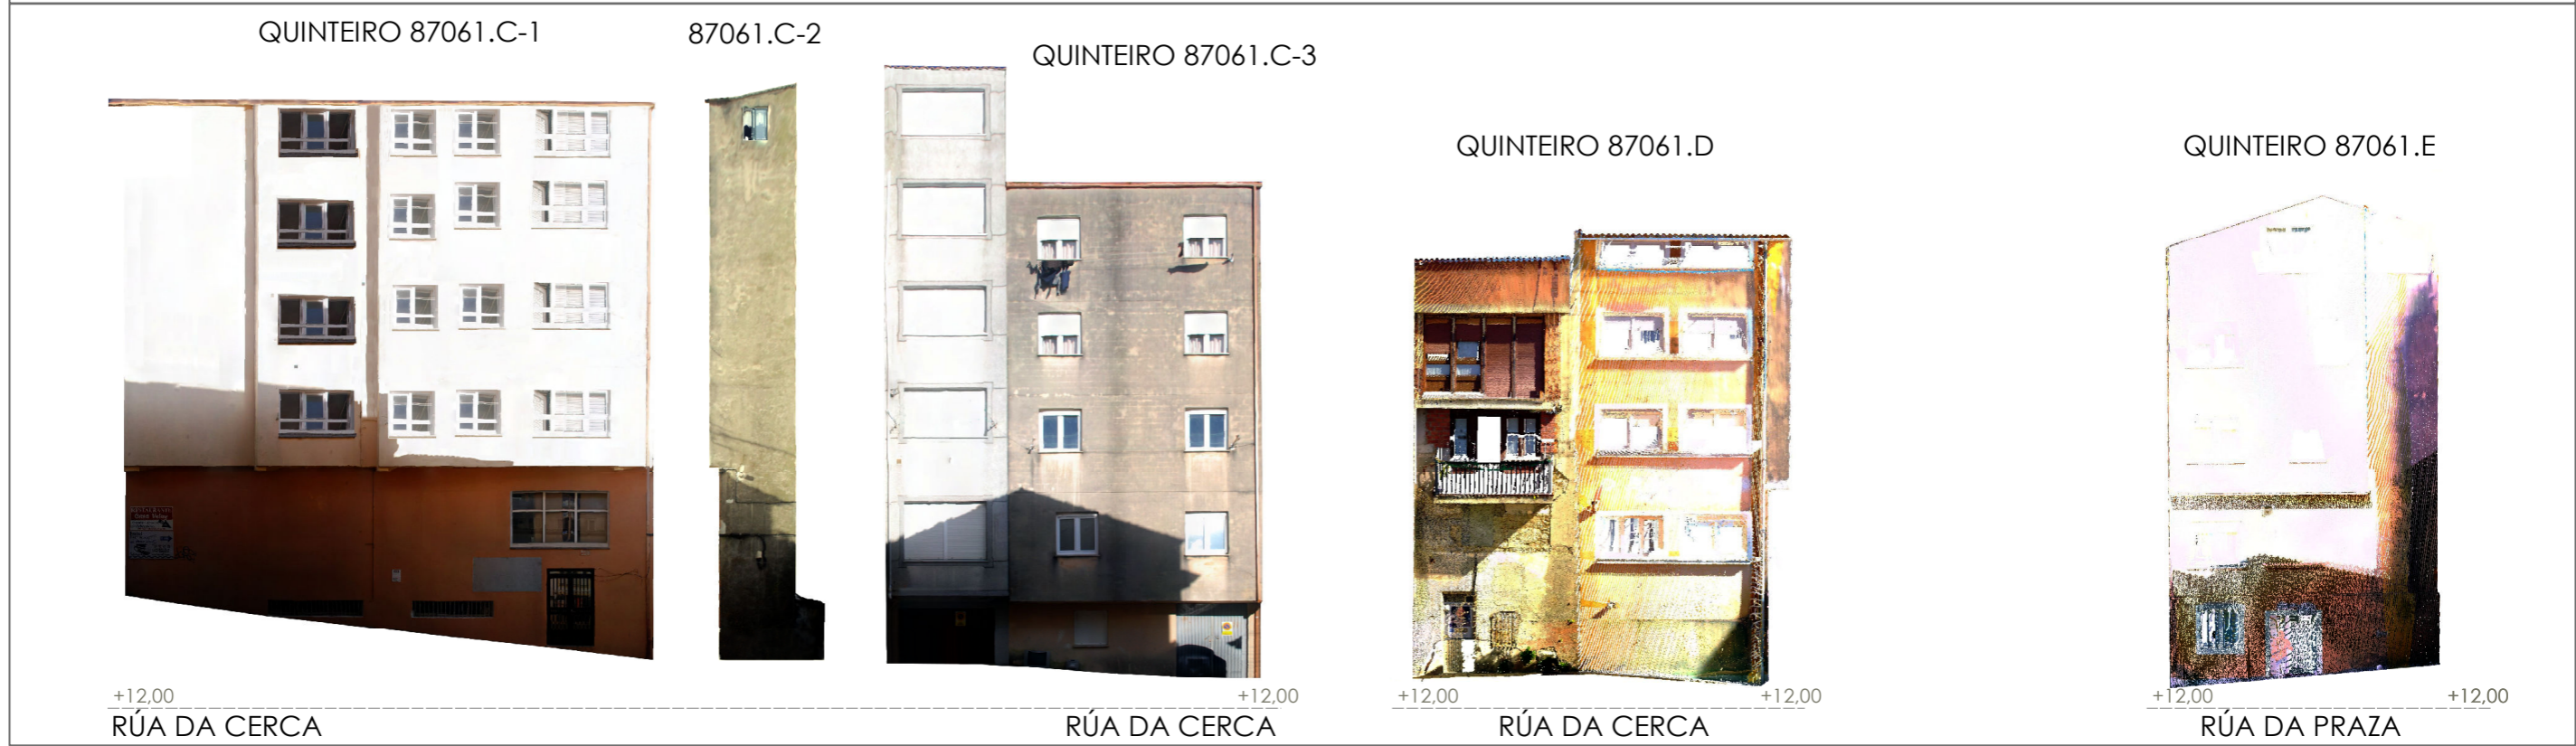 QUINTEIRO 87061.C-1
87061.C-2
QUINTEIRO 87061.C-3
QUINTEIRO 87061.D
QUINTEIRO 87061.E
+12,00
+12,00
+12,00
+12,00
+12,00
+12,00
RÚA DA CERCA
RÚA DA CERCA
RÚA DA CERCA
RÚA DA PRAZA